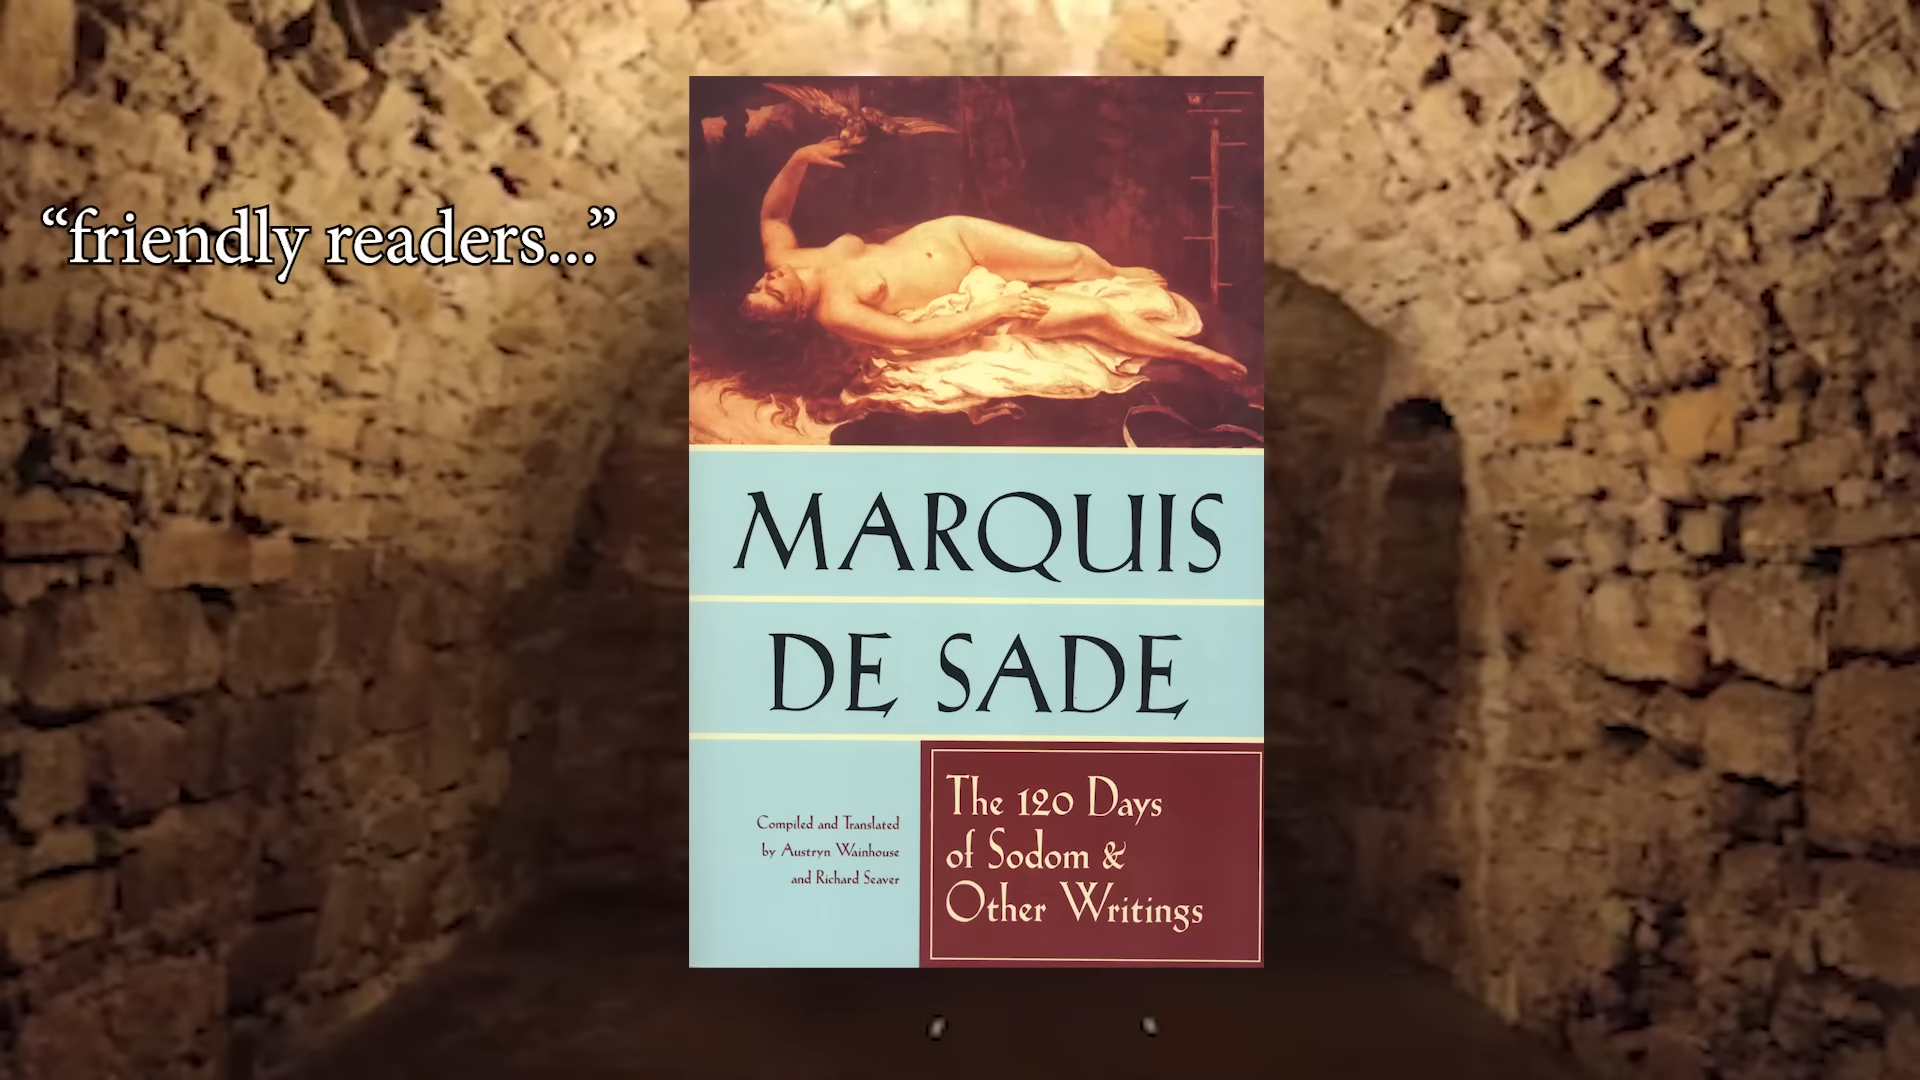 “friendly readers...”
MARQUIS
DE SADE
Compiled and Translated
by Austryn Wainhouse
and Richard Seaver
The 120 Days
of Sodom &
Other Writings